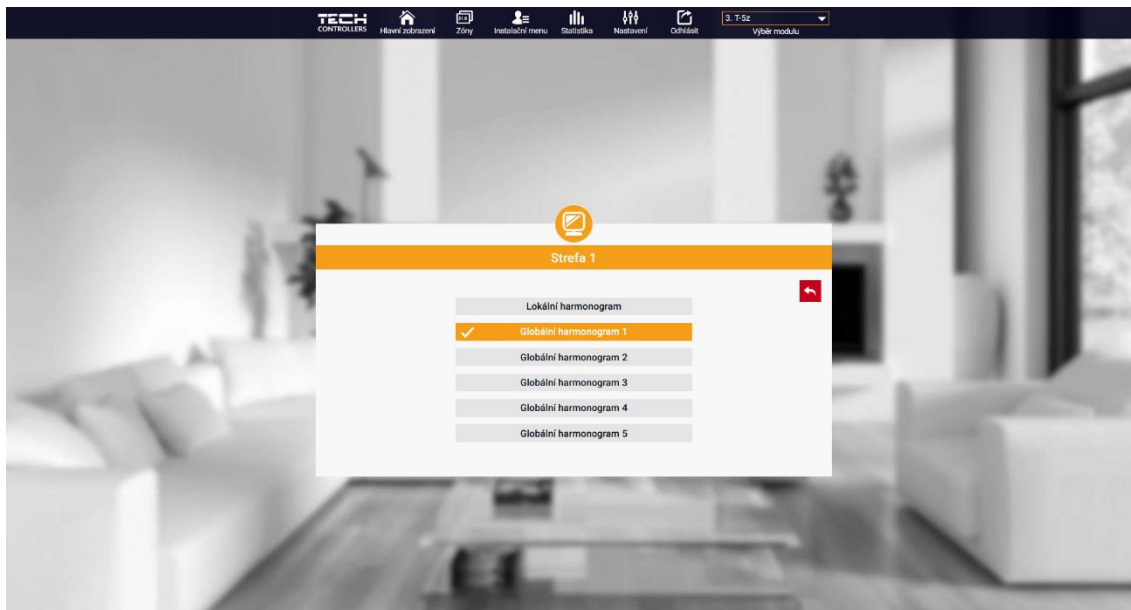 TECH
CONTROLLERS
Hlavní zobrazení
Zóny
Instalační menu
Statistika
Nastavení
Odhlásit
3. T-5z
Výběr modulu
Strefa 1
Lokální harmonogram
Globální harmonogram 1
Globální harmonogram 2
Globální harmonogram 3
Globální harmonogram 4
Globální harmonogram 5